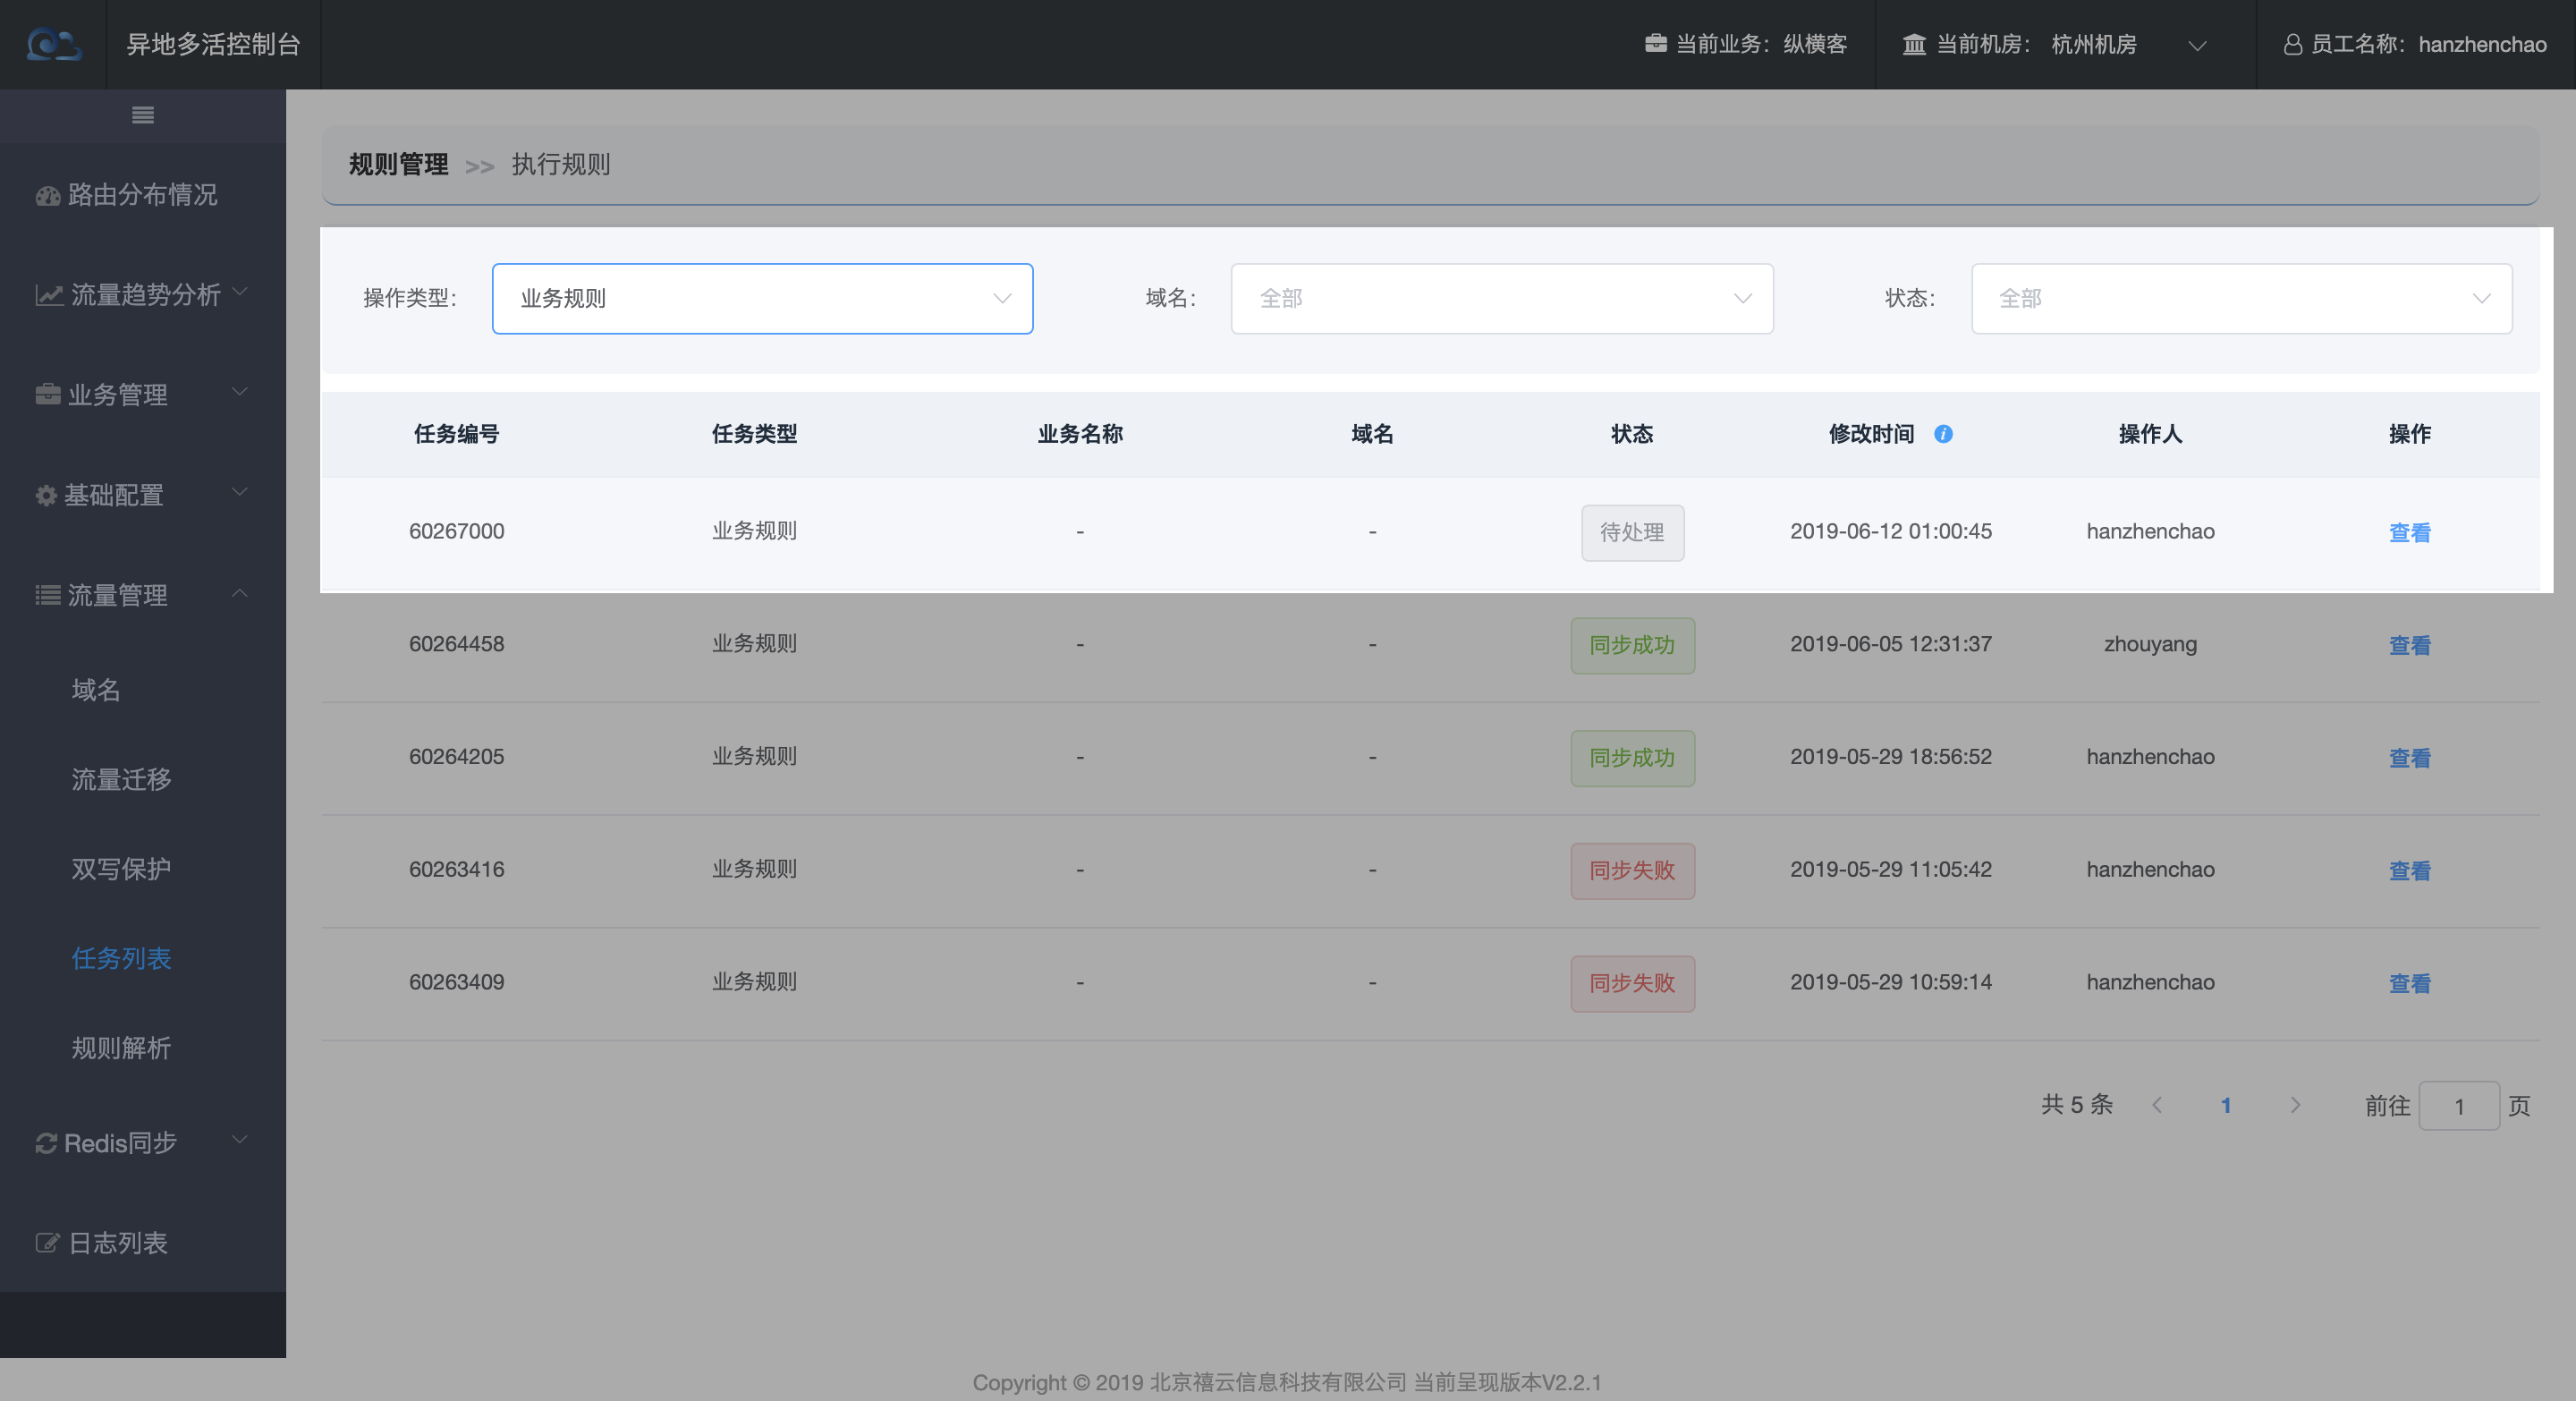 异地多活控制台
当前业务：纵横客
当前机房：杭州机房
员工名称：hanzhenchao
路由分布情况
流量趋势分析
业务管理
基础配置
流量管理
域名
流量迁移
双写保护
任务列表
规则解析
Redis同步
日志列表
规则管理 >> 执行规则
操作类型： 业务规则 域名： 全部 状态： 全部
任务编号 任务类型 业务名称 域名 状态 修改时间 i 操作人 操作
60267000 业务规则 - - 待处理 2019-06-12 01:00:45 hanzhenchao 查看
60264458 业务规则 - - 同步成功 2019-06-05 12:31:37 zhouyang 查看
60264205 业务规则 - - 同步成功 2019-05-29 18:56:52 hanzhenchao 查看
60263416 业务规则 - - 同步失败 2019-05-29 11:05:42 hanzhenchao 查看
60263409 业务规则 - - 同步失败 2019-05-29 10:59:14 hanzhenchao 查看
共 5 条 1 前往 1 页
Copyright © 2019 北京禧云信息科技有限公司 当前呈现版本V2.2.1